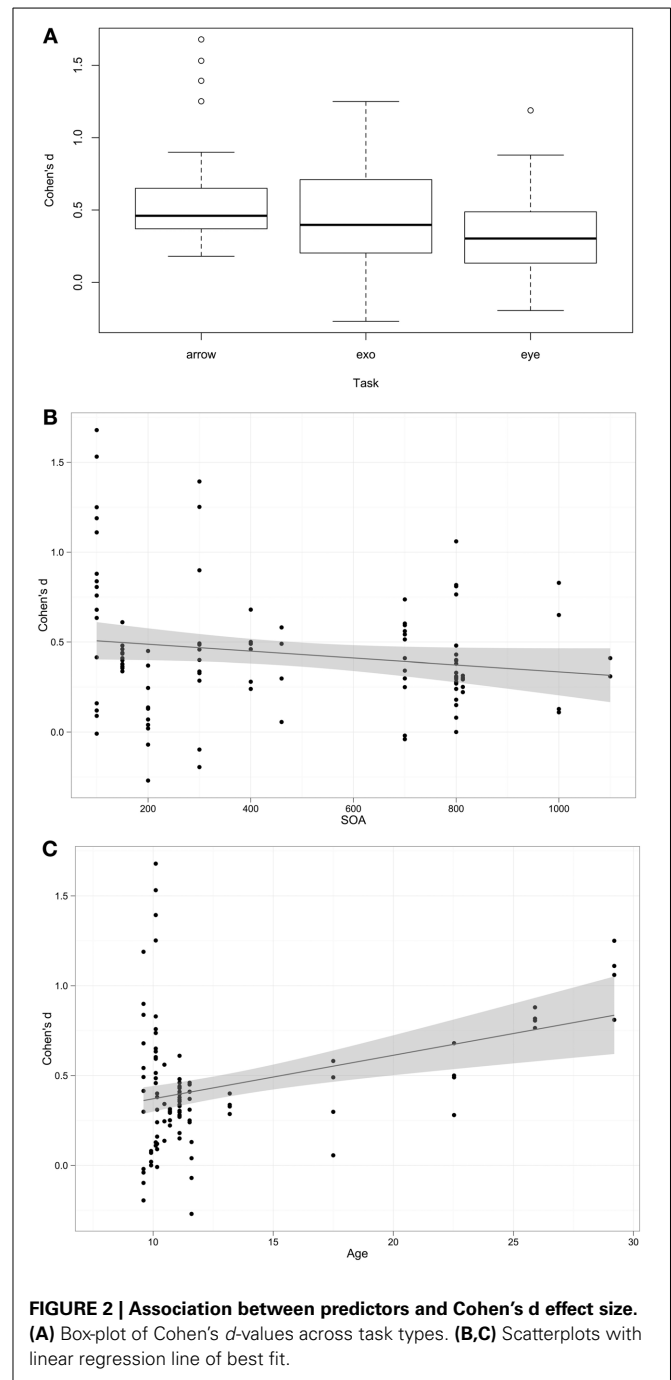 A
Cohen's d
1.5
1.0
0.5
0.0
arrow exo eye
Task
B
Cohen's d
1.5
1.0
0.5
0.0
200 400 600 800 1000
SOA
C
Cohen's d
1.5
1.0
0.5
0.0
10 15 20 25 30
Age
FIGURE 2 | Association between predictors and Cohen's d effect size.
(A) Box-plot of Cohen's d-values across task types. (B,C) Scatterplots with
linear regression line of best fit.